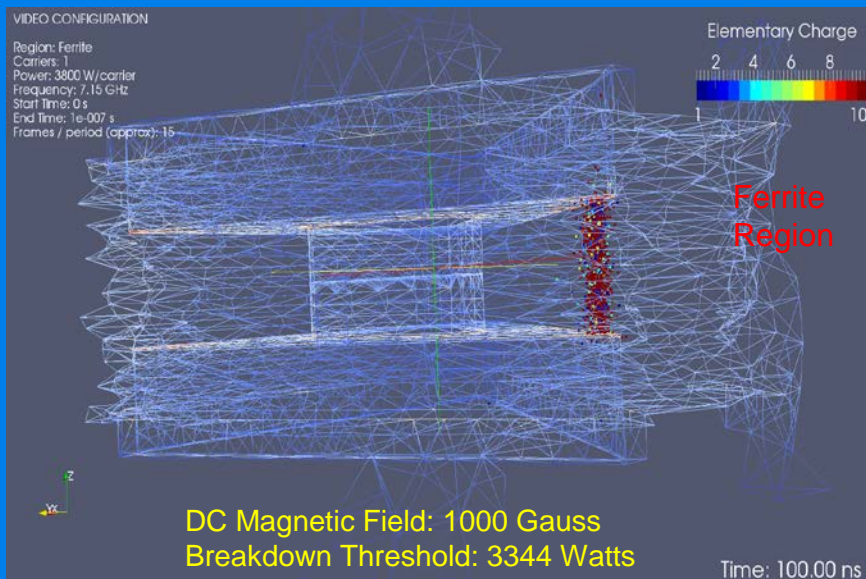 VIDEO CONFIGURATION
Region: Ferrite
Carriers: 1
Power: 3800 W/carrier
Frequency: 7.15 GHz
Start Time: 0 s
End Time: 1e-007 s
Frames / period (approx): 15
Elementary Charge
2 4 6 8
1 10
Ferrite
Region
Z
DC Magnetic Field: 1000 Gauss
Breakdown Threshold: 3344 Watts
Time: 100.00 ns